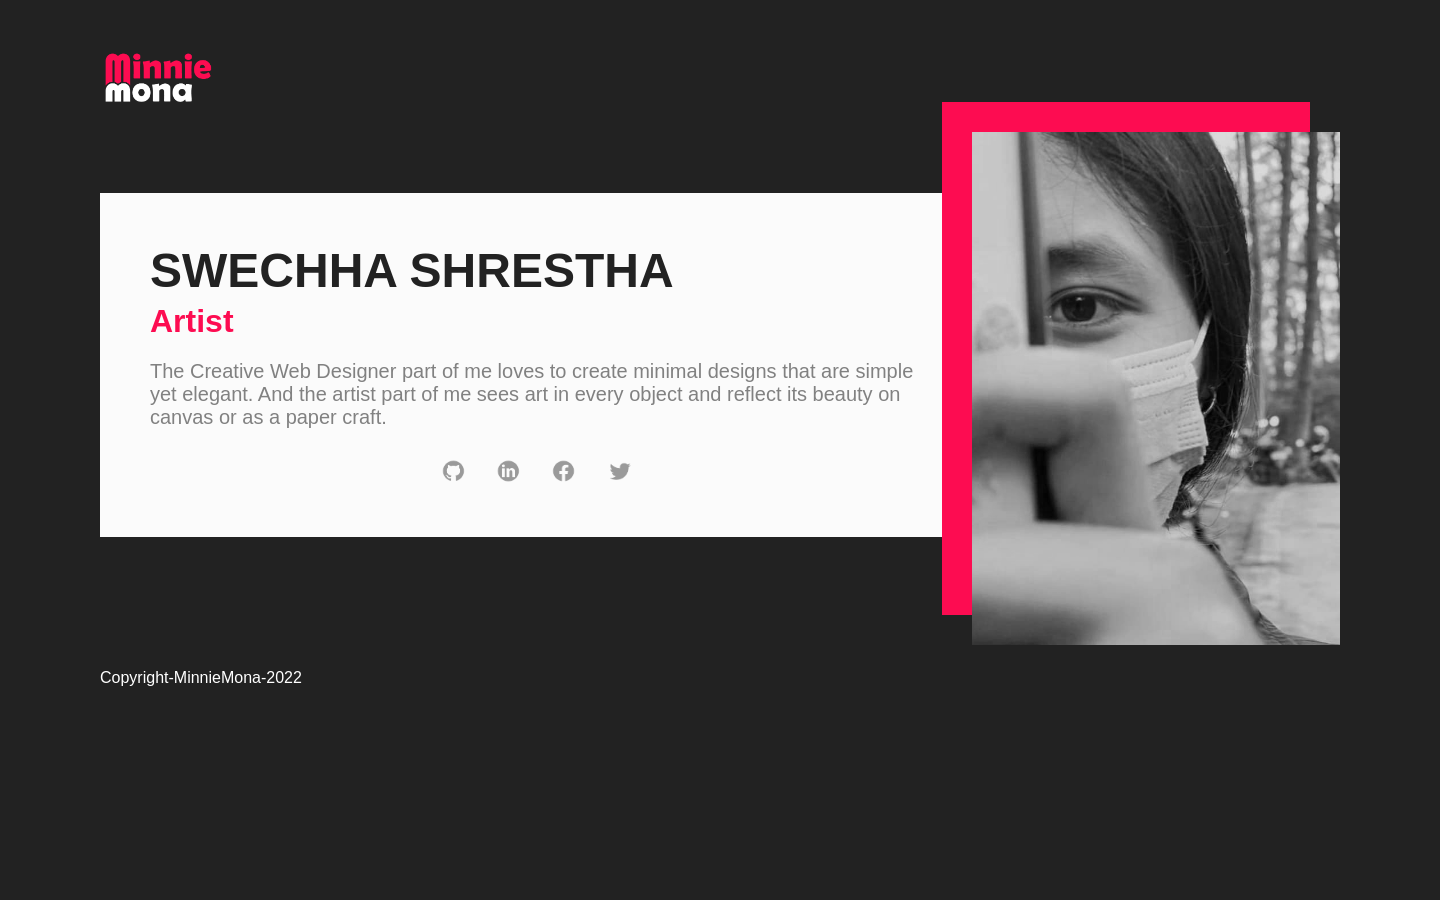 Minnie
mona
SWECHHA SHRESTHA
Artist
The Creative Web Designer part of me loves to create minimal designs that are simple
yet elegant. And the artist part of me sees art in every object and reflect its beauty on
canvas or as a paper craft.
Copyright-MinnieMona-2022